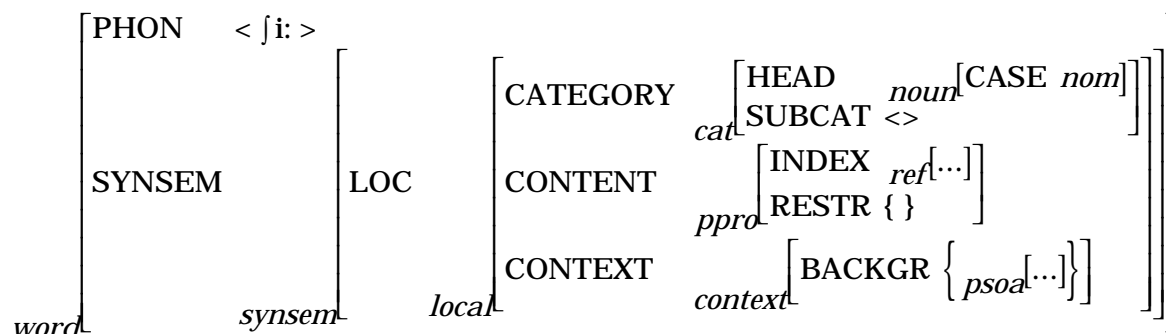 PHON < ʃi: >
CATEGORY cat[HEAD noun[CASE nom]
SUBCAT <>]
SYNSEM synsem[LOC local[CONTENT ppro[INDEX ref[...]
RESTR { }]
CONTEXT context[BACKGR { psoa[...]}]
word